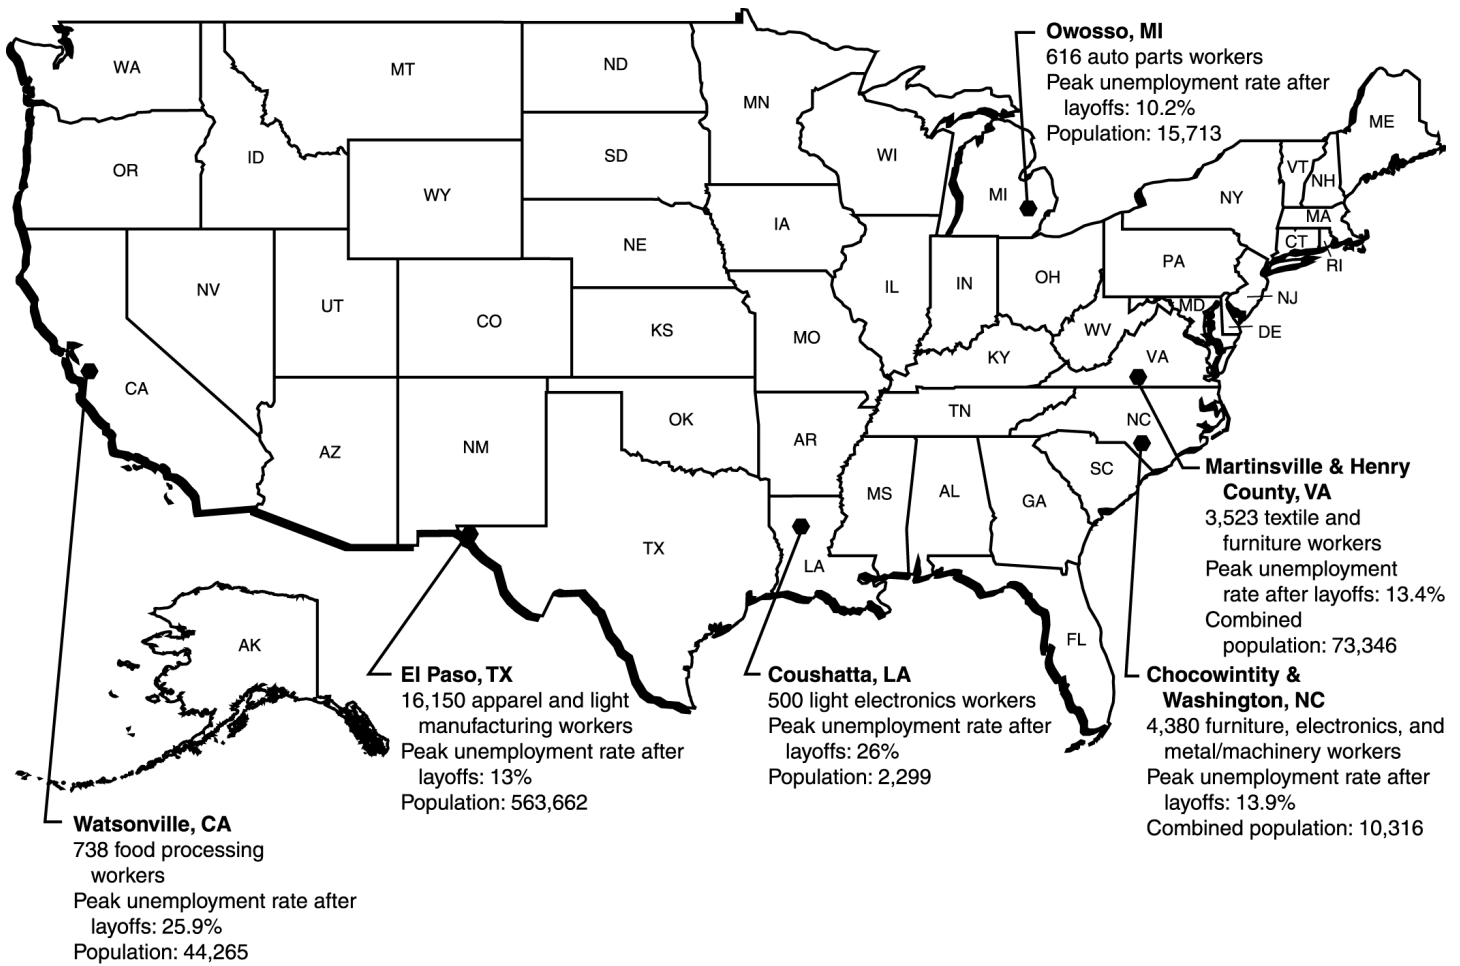 WA
MT
ND
MN
OR
ID
SD
WI
WY
MI
NE
IA
NV
UT
CO
KS
MO
IL
IN
OH
PA
NY
VT
NH
ME
MA
CT
RI
NJ
DE
MD
WV
VA
KY
CA
AZ
NM
OK
AR
TN
NC
SC
MS
AL
GA
TX
LA
FL
AK
Owosso, MI
616 auto parts workers
Peak unemployment rate after
layoffs: 10.2%
Population: 15,713
Martinsville & Henry
County, VA
3,523 textile and
furniture workers
Peak unemployment
rate after layoffs: 13.4%
Combined
population: 73,346
El Paso, TX
16,150 apparel and light
manufacturing workers
Peak unemployment rate after
layoffs: 13%
Population: 563,662
Coushatta, LA
500 light electronics workers
Peak unemployment rate after
layoffs: 26%
Population: 2,299
Chocowintity &
Washington, NC
4,380 furniture, electronics, and
metal/machinery workers
Peak unemployment rate after
layoffs: 13.9%
Combined population: 10,316
Watsonville, CA
738 food processing
workers
Peak unemployment rate after
layoffs: 25.9%
Population: 44,265